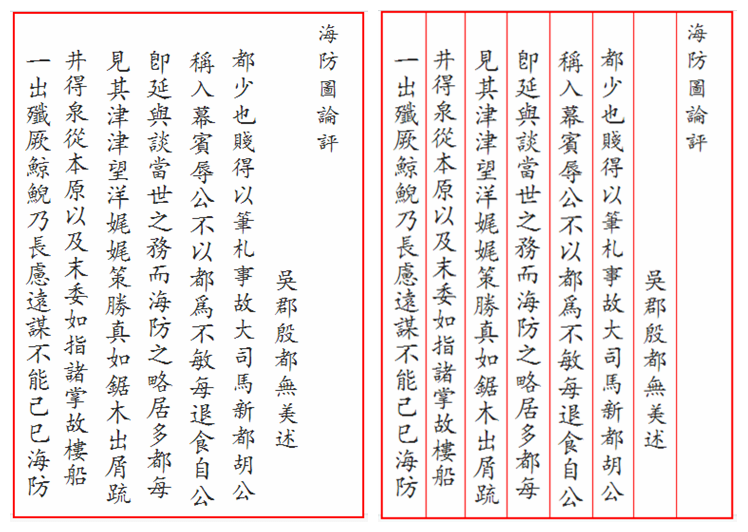 海防圖論評
吳郡殷都無美述
都少也賤得以筆札事故大司馬新都胡公
稱入幕賓辱公不以都爲不敏每退食自公
卽延與談當世之務而海防之略居多都每
見其津津望洋娓娓策勝真如鋸木出屑䟽
井得泉從本原以及末委如指諸掌故樓船
一出殱厥鯨鯢乃長慮遠謀不能己巳海防
海防圖論評
吳郡殷都無美述
都少也賤得以筆札事故大司馬新都胡公
稱入幕賓辱公不以都爲不敏每退食自公
卽延與談當世之務而海防之略居多都每
見其津津望洋娓娓策勝真如鋸木出屑䟽
井得泉從本原以及末委如指諸掌故樓船
一出殱厥鯨鯢乃長慮遠謀不能己巳海防